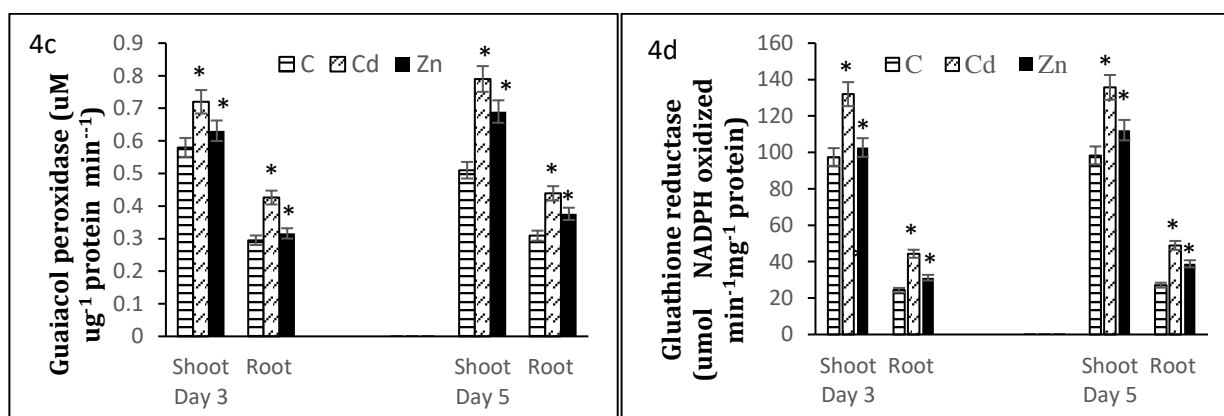 4c
Guaiacol peroxidase (uM
ug-1 protein min--1)
0.9
0.8
0.7
0.6
0.5
0.4
0.3
0.2
0.1
0
C Cd Zn
* * * * * * * *
Shoot Root Shoot Root
Day 3 Day 5
4d
Gluathione reductase
(umol NADPH oxidized
min-1mg-1 protein)
160
140
120
100
80
60
40
20
0
C Cd Zn
* * * * * * * *
Shoot Root Shoot Root
Day 3 Day 5